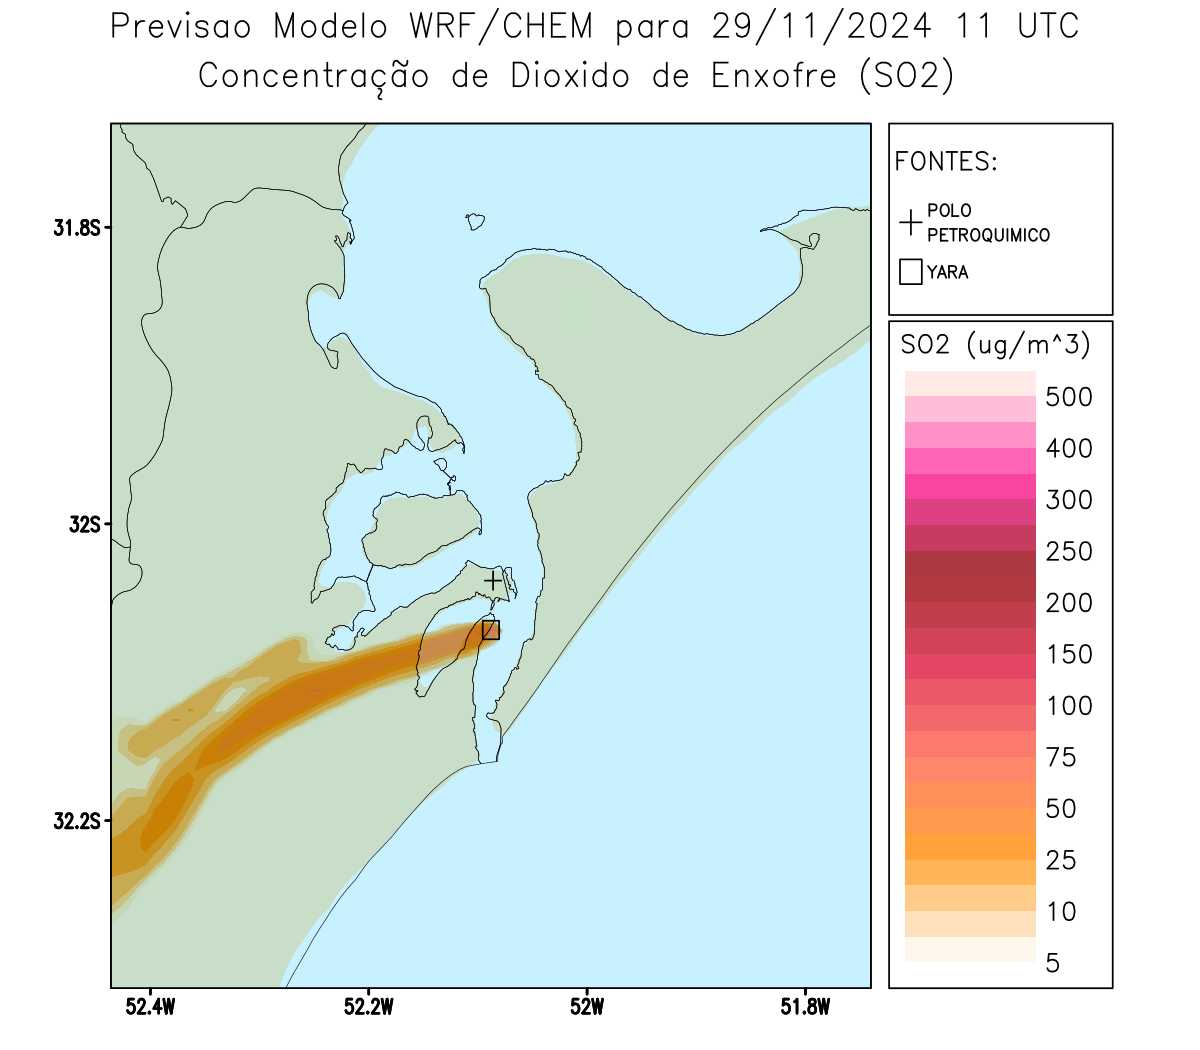 Previsao Modelo WRF/CHEM para 29/11/2024 11 UTC
Concentração de Dioxido de Enxofre (SO2)
FONTES:
POLO
PETROQUIMICO
YARA
SO2 (ug/m^3)
500
400
300
250
200
150
100
75
50
25
10
5
31.8S
32S
32.2S
52.4W
52.2W
52W
51.8W